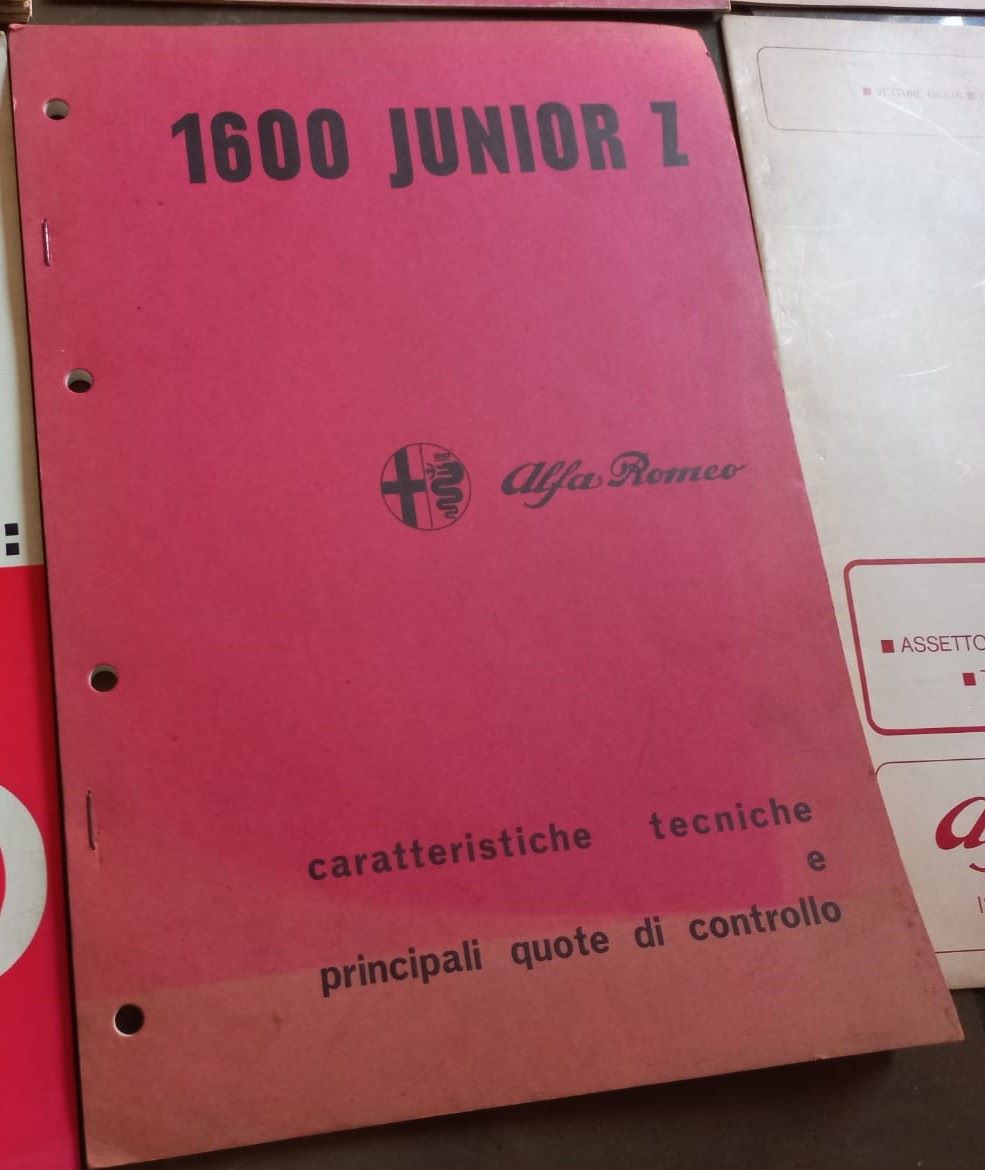 1600 JUNIOR Z
Alfa Romeo
caratteristiche tecniche
e
principali quote di controllo
VETTURE GIULIA
ASSETTO